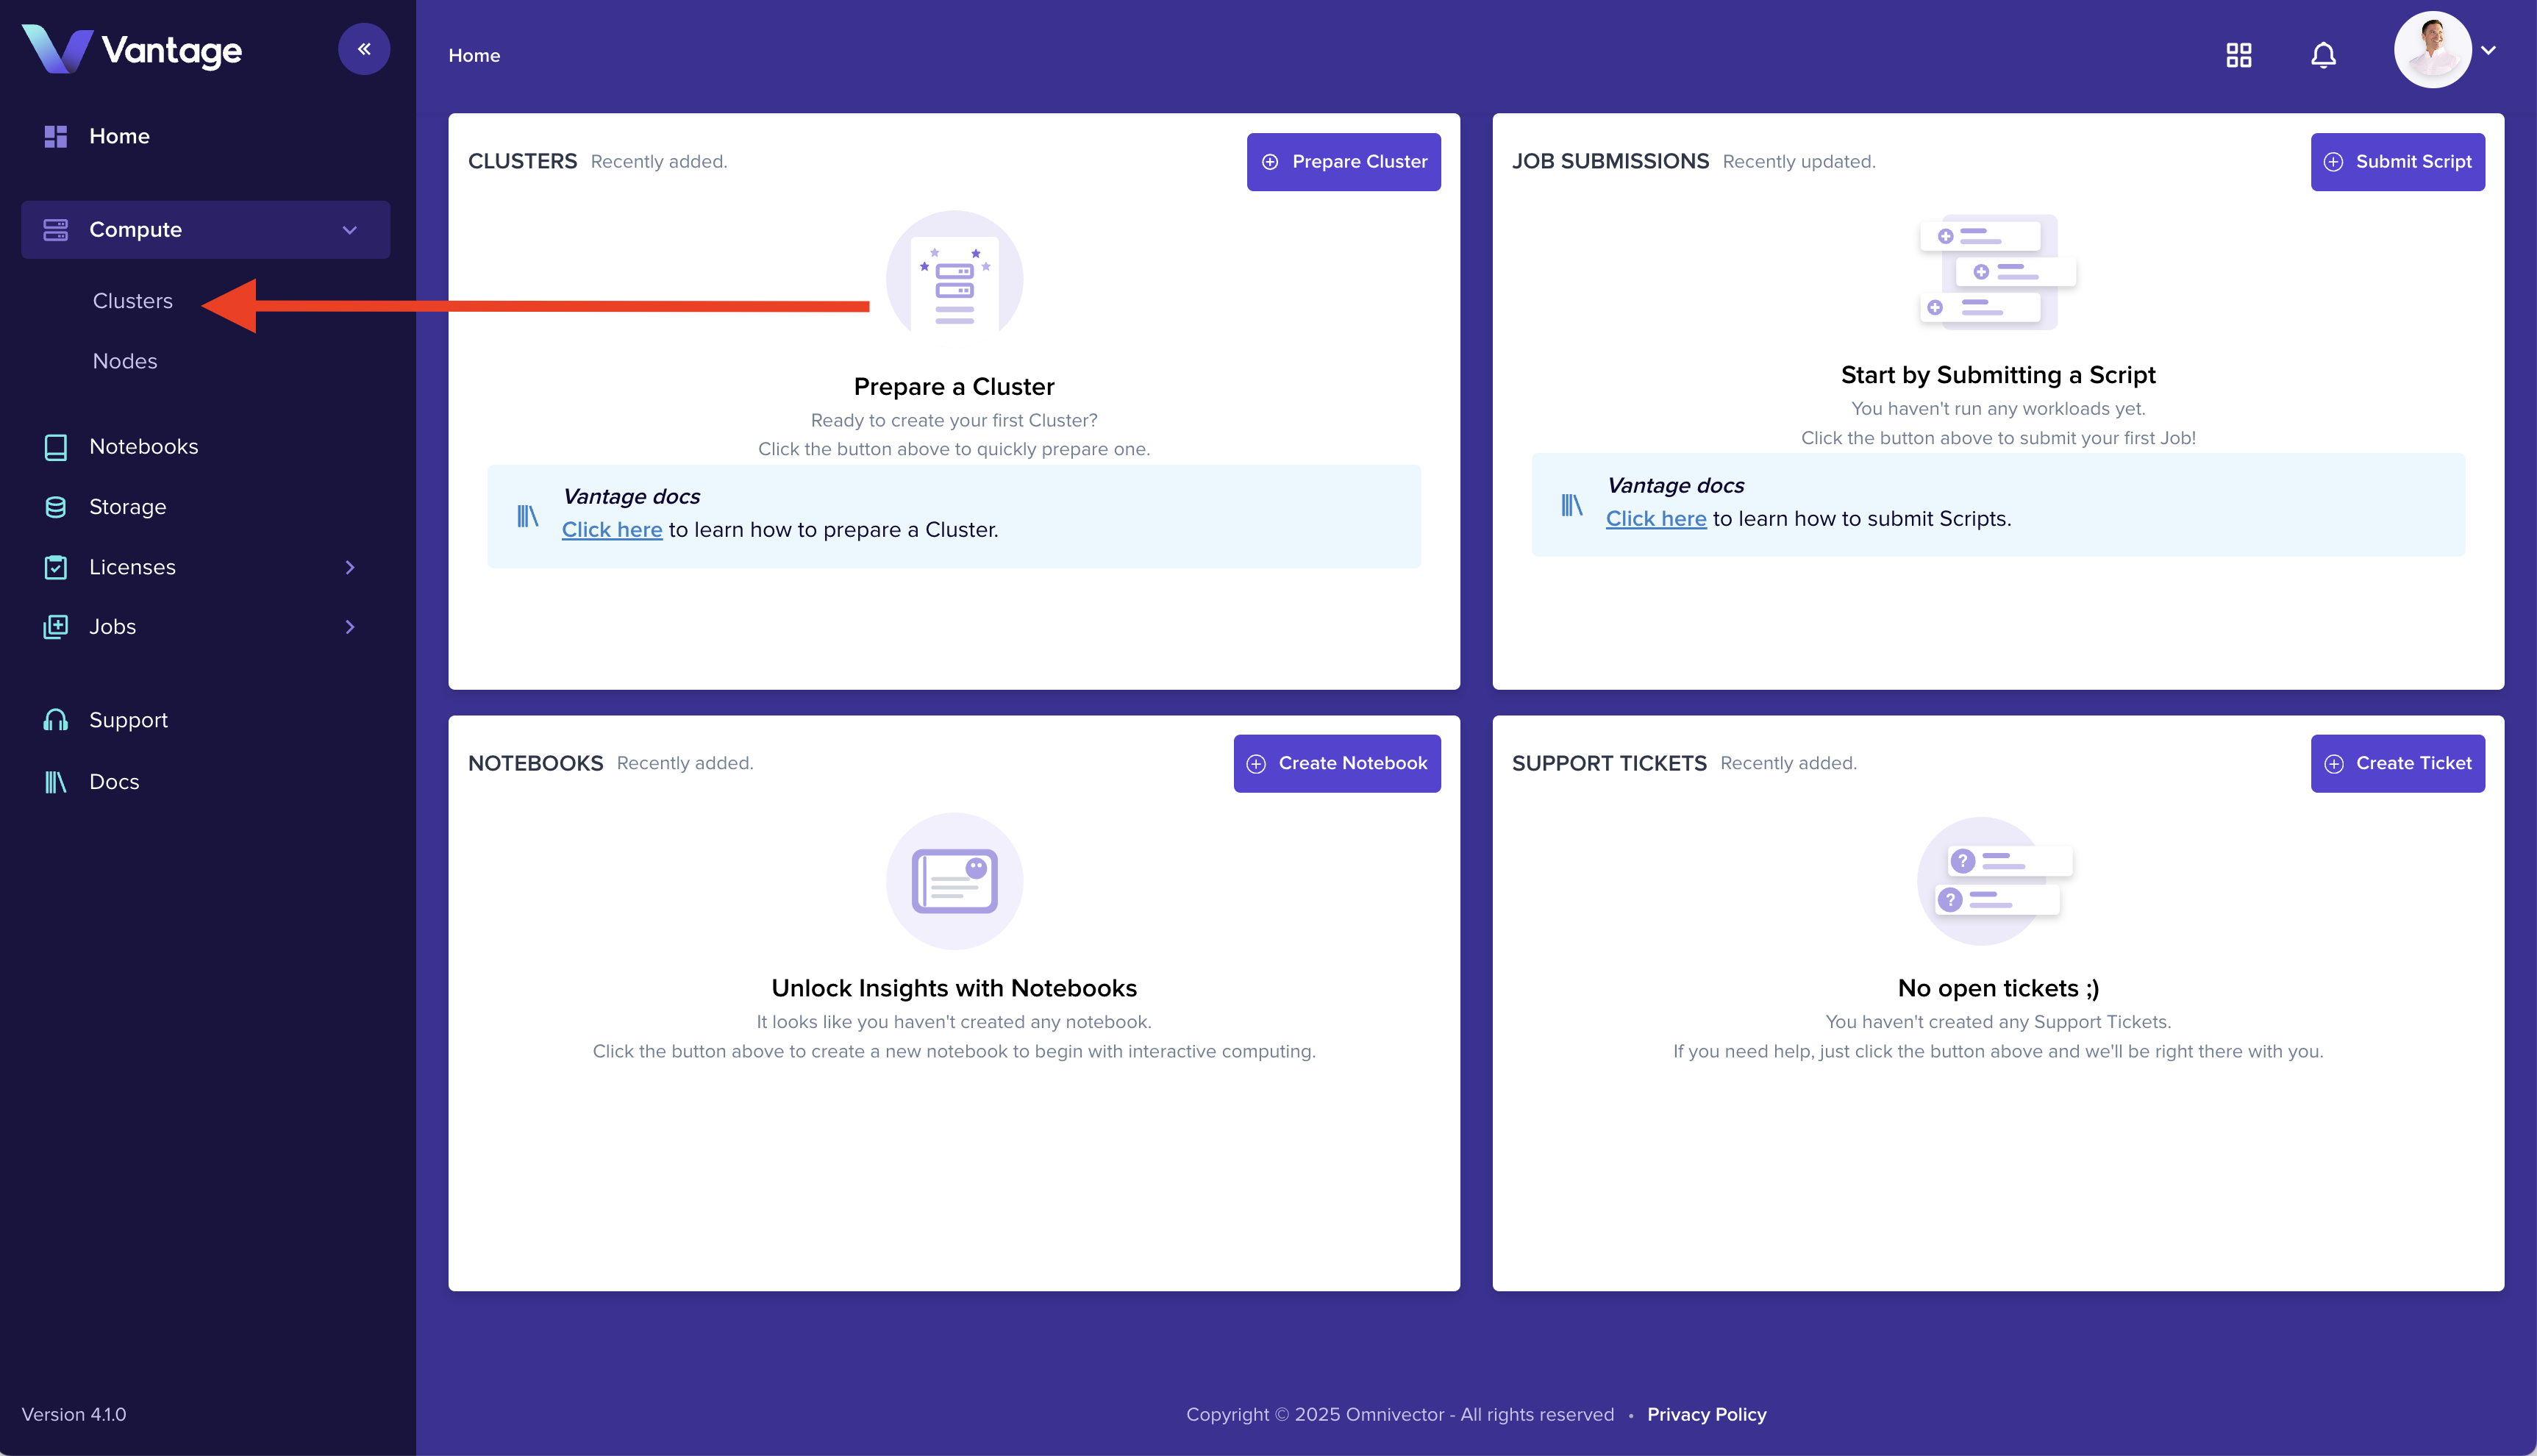 Vantage
Home
Home
Compute
Clusters
Nodes
Notebooks
Storage
Licenses
Jobs
Support
Docs
Version 4.1.0
CLUSTERS Recently added.
Prepare Cluster
Prepare a Cluster
Ready to create your first Cluster?
Click the button above to quickly prepare one.
Vantage docs
Click here to learn how to prepare a Cluster.
JOB SUBMISSIONS Recently updated.
Submit Script
Start by Submitting a Script
You haven't run any workloads yet.
Click the button above to submit your first Job!
Vantage docs
Click here to learn how to submit Scripts.
NOTEBOOKS Recently added.
Create Notebook
Unlock Insights with Notebooks
It looks like you haven't created any notebook.
Click the button above to create a new notebook to begin with interactive computing.
SUPPORT TICKETS Recently added.
Create Ticket
?
?
No open tickets ;)
You haven't created any Support Tickets.
If you need help, just click the button above and we'll be right there with you.
Copyright © 2025 Omnivector - All rights reserved • Privacy Policy